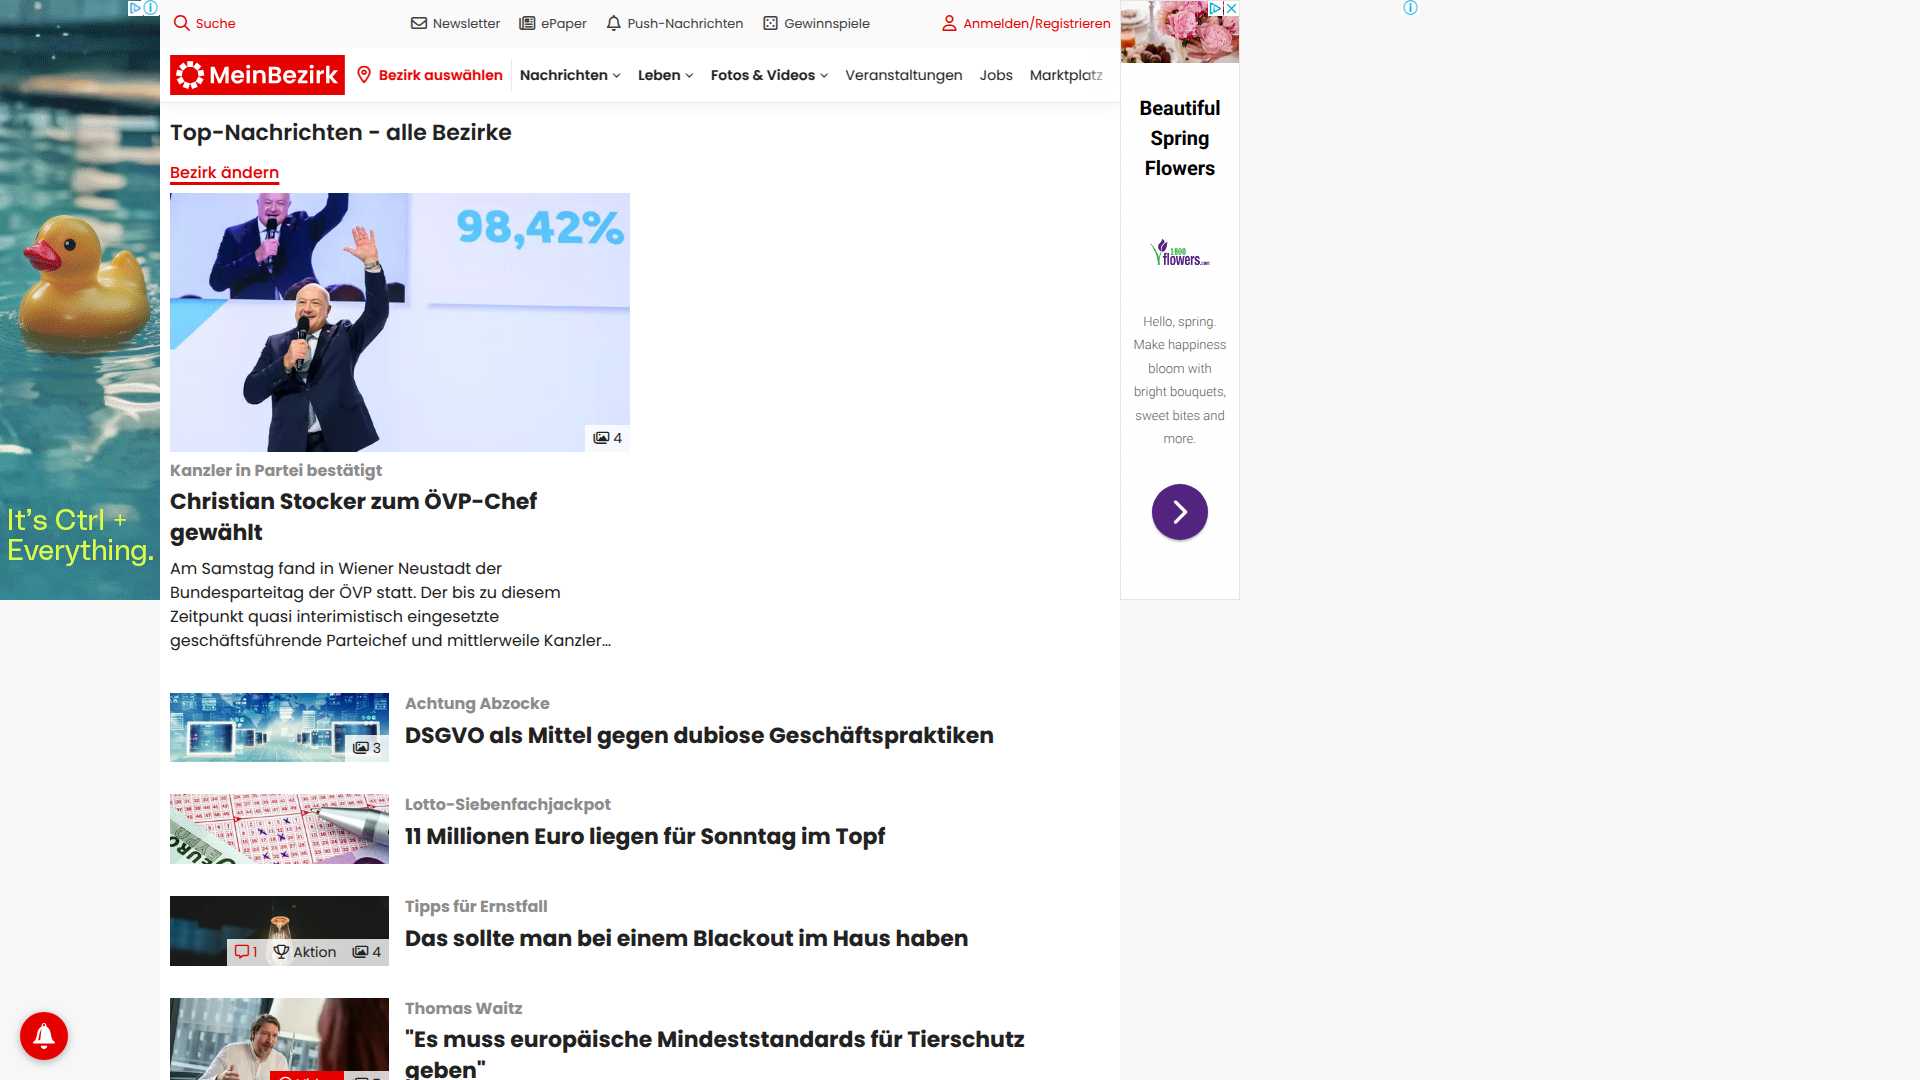 Suche
Newsletter
ePaper
Push-Nachrichten
Gewinnspiele
Anmelden/Registrieren
MeinBezirk
Bezirk auswählen
Nachrichten
Leben
Fotos & Videos
Veranstaltungen
Jobs
Marktplatz
Top-Nachrichten - alle Bezirke
Bezirk ändern
98,42%
4
Kanzler in Partei bestätigt
Christian Stocker zum ÖVP-Chef
gewählt
Am Samstag fand in Wiener Neustadt der
Bundesparteitag der ÖVP statt. Der bis zu diesem
Zeitpunkt quasi interimistisch eingesetzte
geschäftsführende Parteichef und mittlerweile Kanzler...
3
Achtung Abzocke
DSGVO als Mittel gegen dubiose Geschäftspraktiken
EURO
Lotto-Siebenfachjackpot
11 Millionen Euro liegen für Sonntag im Topf
1
Aktion
4
Tipps für Ernstfall
Das sollte man bei einem Blackout im Haus haben
Thomas Waitz
"Es muss europäische Mindeststandards für Tierschutz
geben"
It's Ctrl +
Everything.
Beautiful
Spring
Flowers
1800
flowers.com
Hello, spring.
Make happiness
bloom with
bright bouquets,
sweet bites and
more.